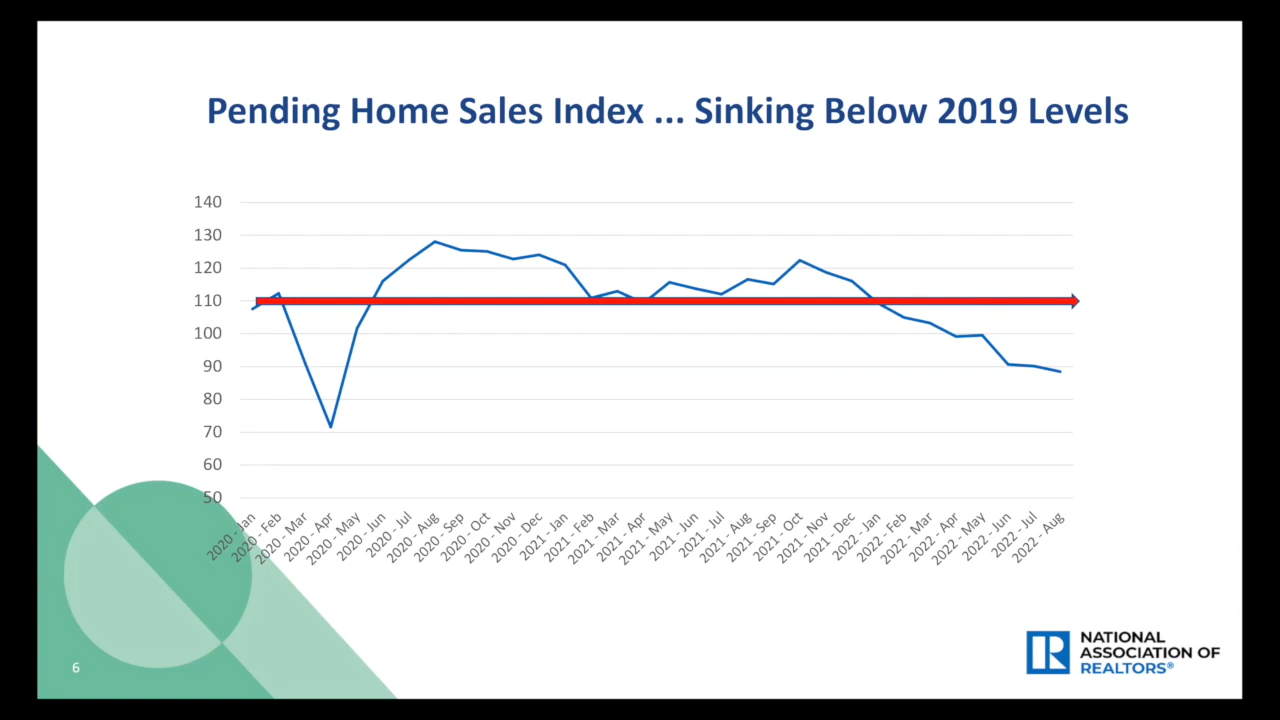 Pending Home Sales Index ... Sinking Below 2019 Levels
140
130
120
110
100
90
80
70
60
50
2020 - Jan
2020 - Feb
2020 - Mar
2020 - Apr
2020 - May
2020 - Jun
2020 - Jul
2020 - Aug
2020 - Sep
2020 - Oct
2020 - Nov
2020 - Dec
2021 - Jan
2021 - Feb
2021 - Mar
2021 - Apr
2021 - May
2021 - Jun
2021 - Jul
2021 - Aug
2021 - Sep
2021 - Oct
2021 - Nov
2021 - Dec
2022 - Jan
2022 - Feb
2022 - Mar
2022 - Apr
2022 - May
2022 - Jun
2022 - Jul
2022 - Aug
6
R
NATIONAL
ASSOCIATION OF
REALTORS®